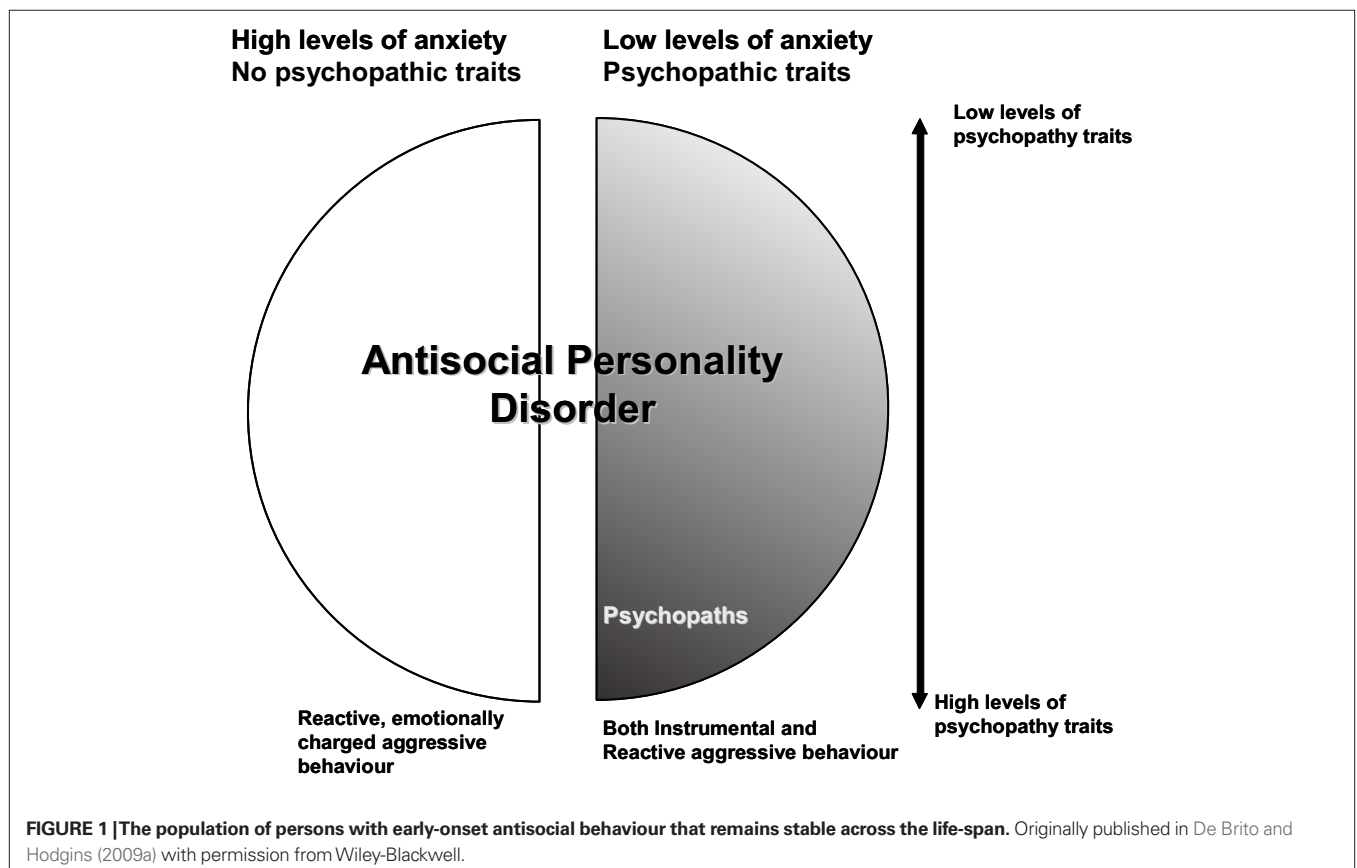 High levels of anxiety
No psychopathic traits
Low levels of anxiety
Psychopathic traits
Low levels of
psychopathy traits
Antisocial Personality
Disorder
Psychopaths
High levels of
psychopathy traits
Reactive, emotionally
charged aggressive
behaviour
Both Instrumental and
Reactive aggressive behaviour
FIGURE 1 | The population of persons with early-onset antisocial behaviour that remains stable across the life-span. Originally published in De Brito and
Hodgins (2009a) with permission from Wiley-Blackwell.